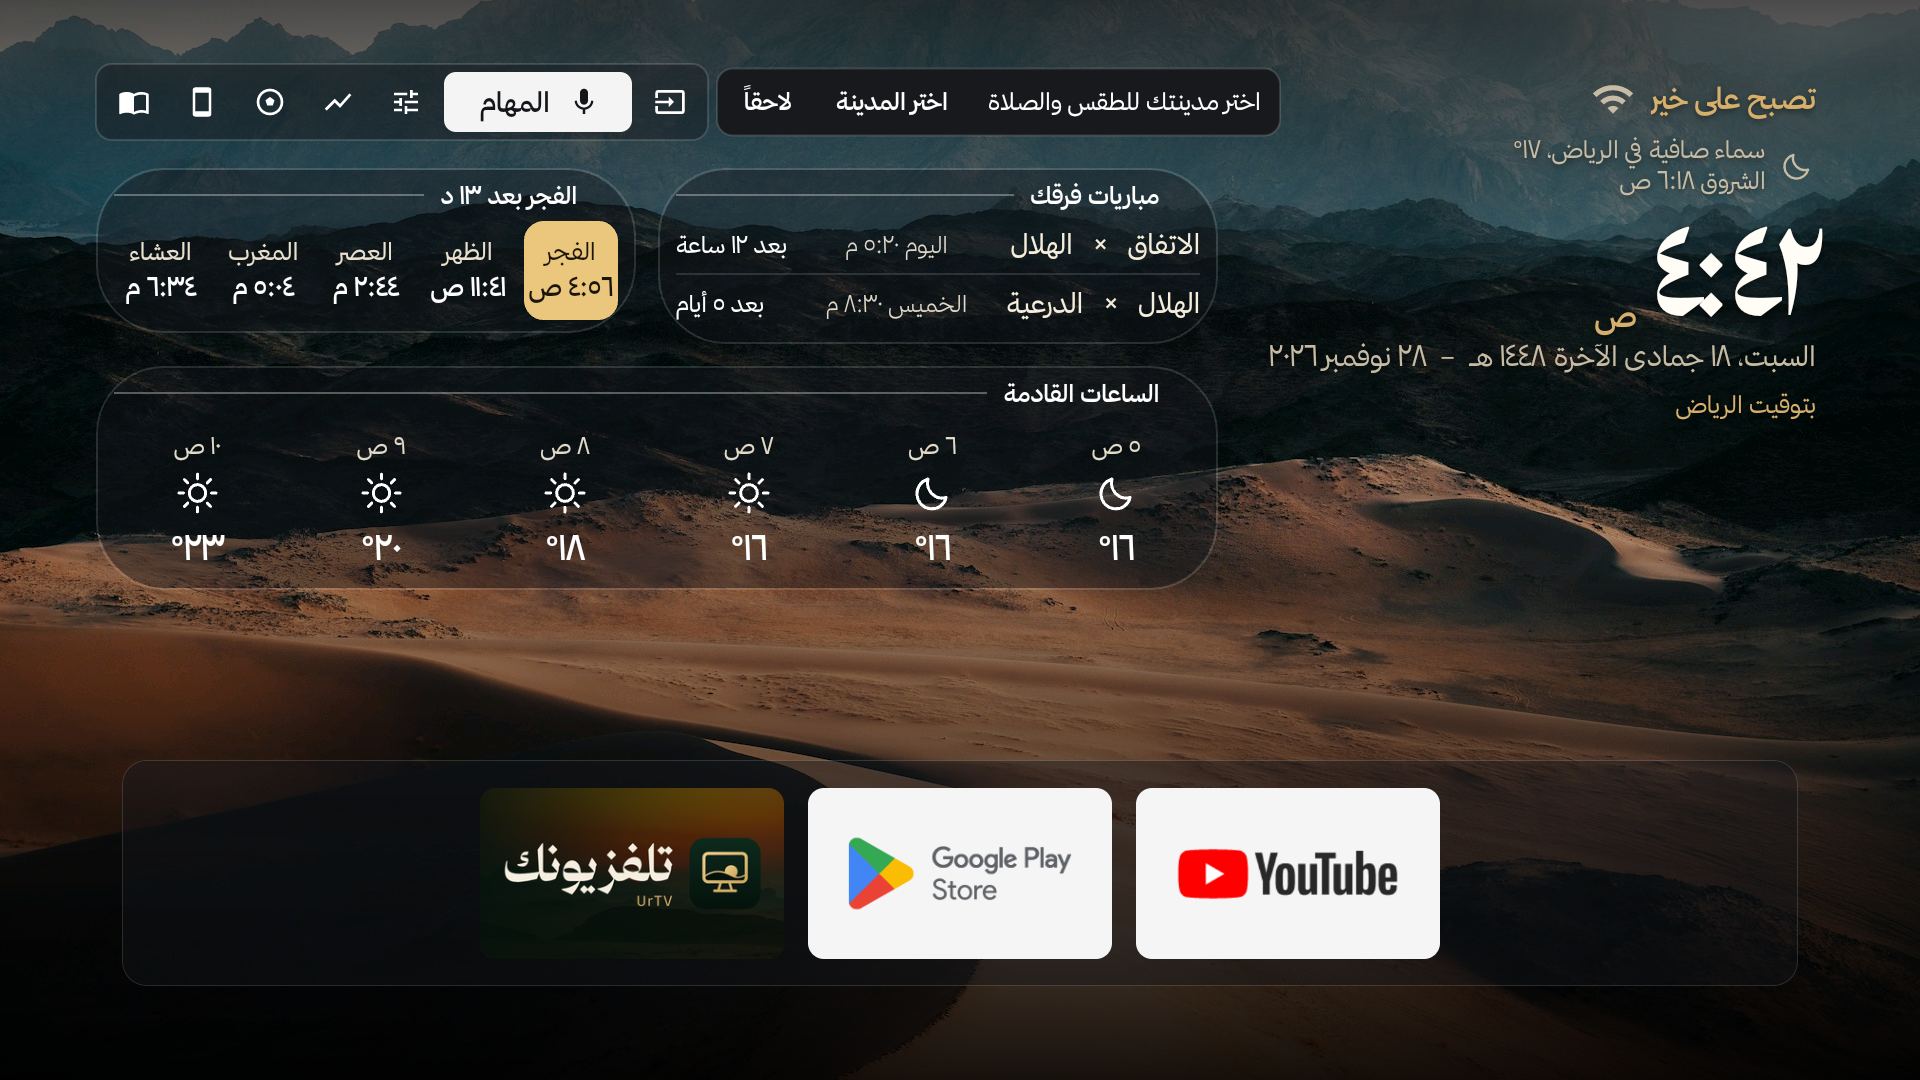 تصبح على خير
سماء صافية في الرياض، ١٧°
الشروق ٦:١٨ ص
٤:٤٢ ص
السبت، ١٨ جمادى الآخرة ١٤٤٨ هـ – ٢٨ نوفمبر ٢٠٢٦
بتوقيت الرياض
اختر مدينتك للطقس والصلاة اختر المدينة لاحقاً
المهام
مباريات فرقك
الاتفاق × الهلال اليوم ٥:٢٠ م بعد ١٢ ساعة
الهلال × الدرعية الخميس ٨:٣٠ م بعد ٥ أيام
الفجر بعد ١٣ د
الفجر الظهر العصر المغرب العشاء
٤:٥٦ ص ١١:٤١ ص ٢:٤٤ م ٥:٠٤ م ٦:٣٤ م
الساعات القادمة
٥ ص ٦ ص ٧ ص ٨ ص ٩ ص ١٠ ص
١٦° ١٦° ١٦° ١٨° ٢٠° ٢٣°
YouTube
Google Play
Store
تلفزيونك
UrTV